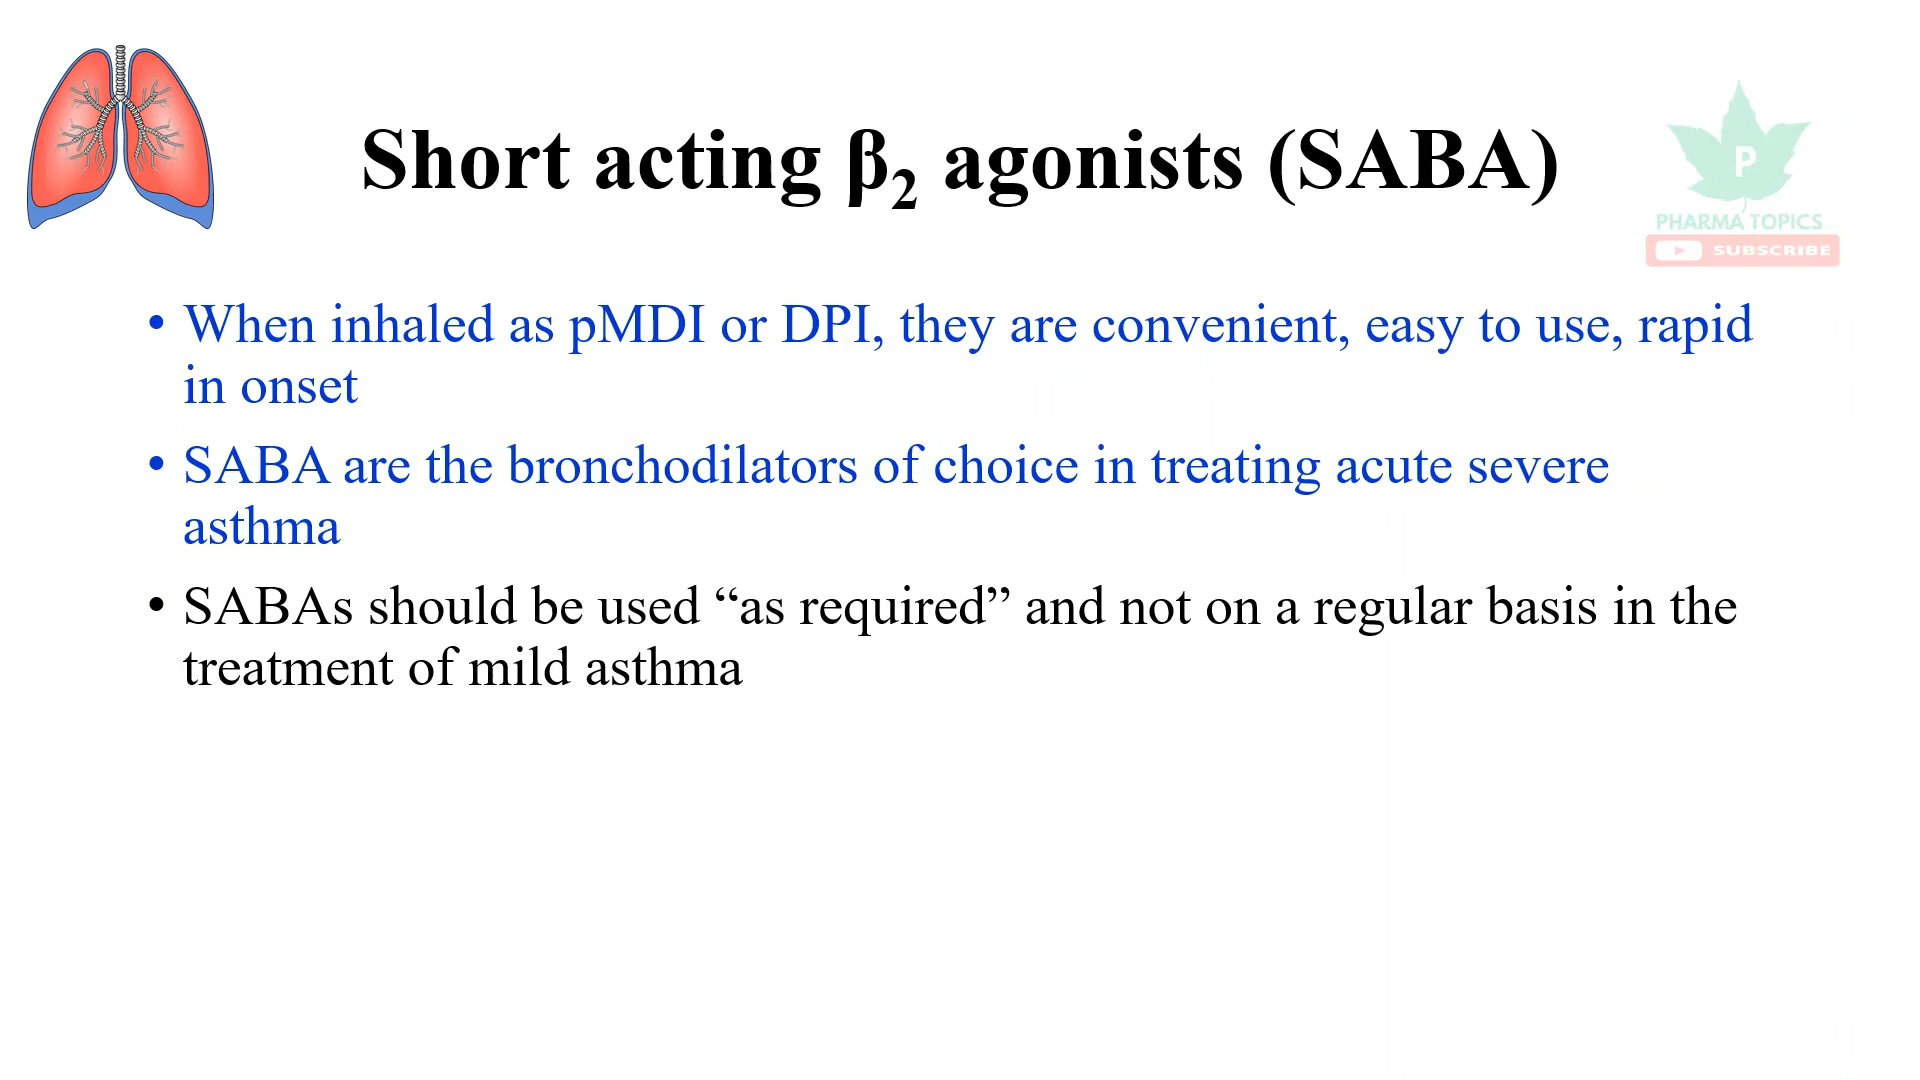 Short acting β₂ agonists (SABA)
P
PHARMA TOPICS
SUBSCRIBE
• When inhaled as pMDI or DPI, they are convenient, easy to use, rapid
in onset
• SABA are the bronchodilators of choice in treating acute severe
asthma
• SABAs should be used “as required” and not on a regular basis in the
treatment of mild asthma